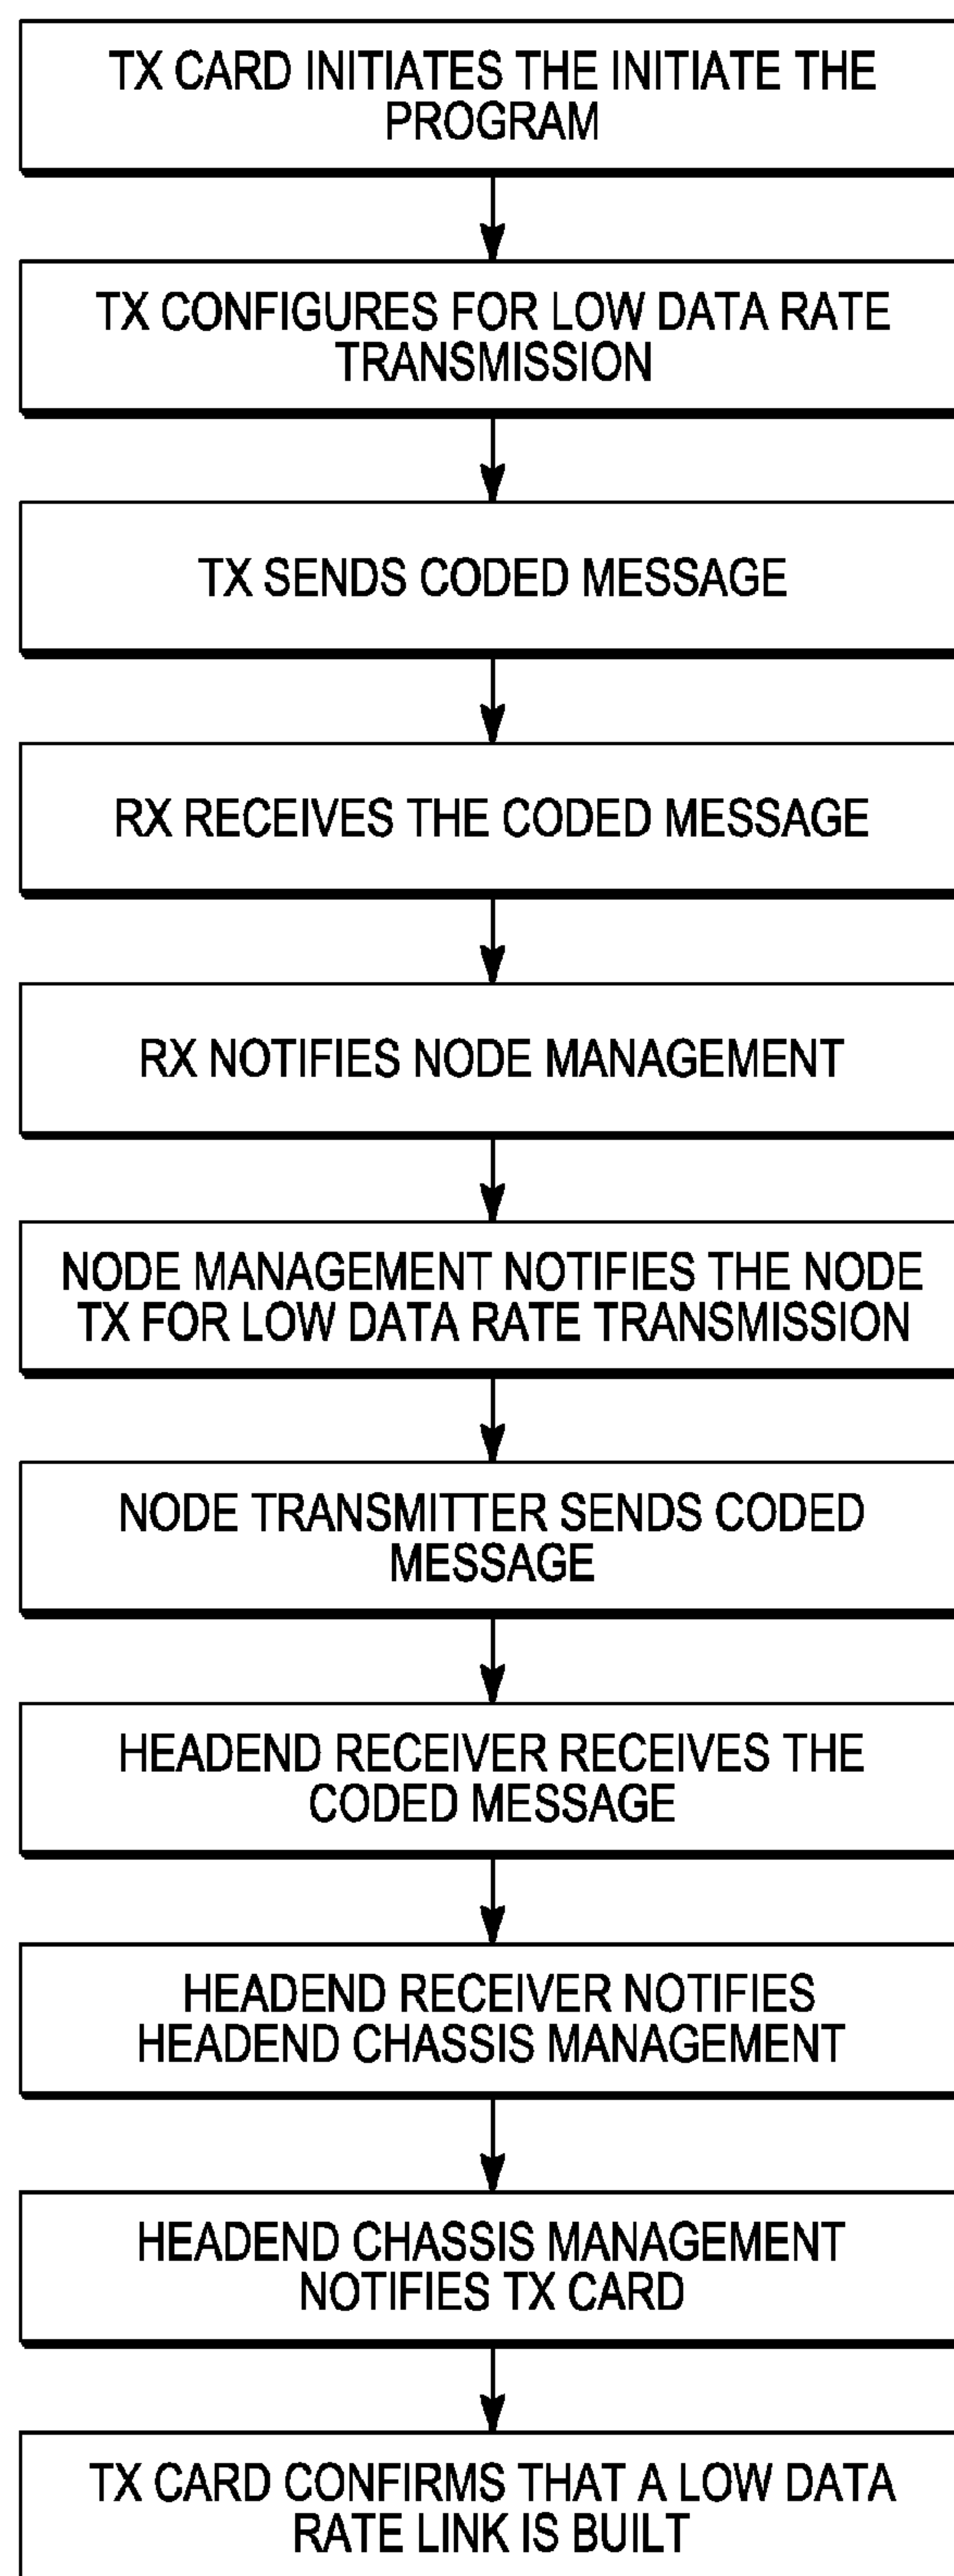 TX CARD INITIATES THE INITIATE THE
PROGRAM
TX CONFIGURES FOR LOW DATA RATE
TRANSMISSION
TX SENDS CODED MESSAGE
RX RECEIVES THE CODED MESSAGE
RX NOTIFIES NODE MANAGEMENT
NODE MANAGEMENT NOTIFIES THE NODE
TX FOR LOW DATA RATE TRANSMISSION
NODE TRANSMITTER SENDS CODED
MESSAGE
HEADEND RECEIVER RECEIVES THE
CODED MESSAGE
HEADEND RECEIVER NOTIFIES
HEADEND CHASSIS MANAGEMENT
HEADEND CHASSIS MANAGEMENT
NOTIFIES TX CARD
TX CARD CONFIRMS THAT A LOW DATA
RATE LINK IS BUILT